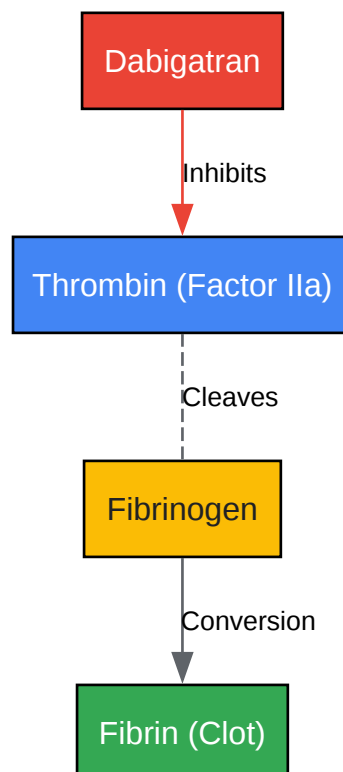 Dabigatran
Inhibits
Thrombin (Factor IIa)
Cleaves
Fibrinogen
Conversion
Fibrin (Clot)